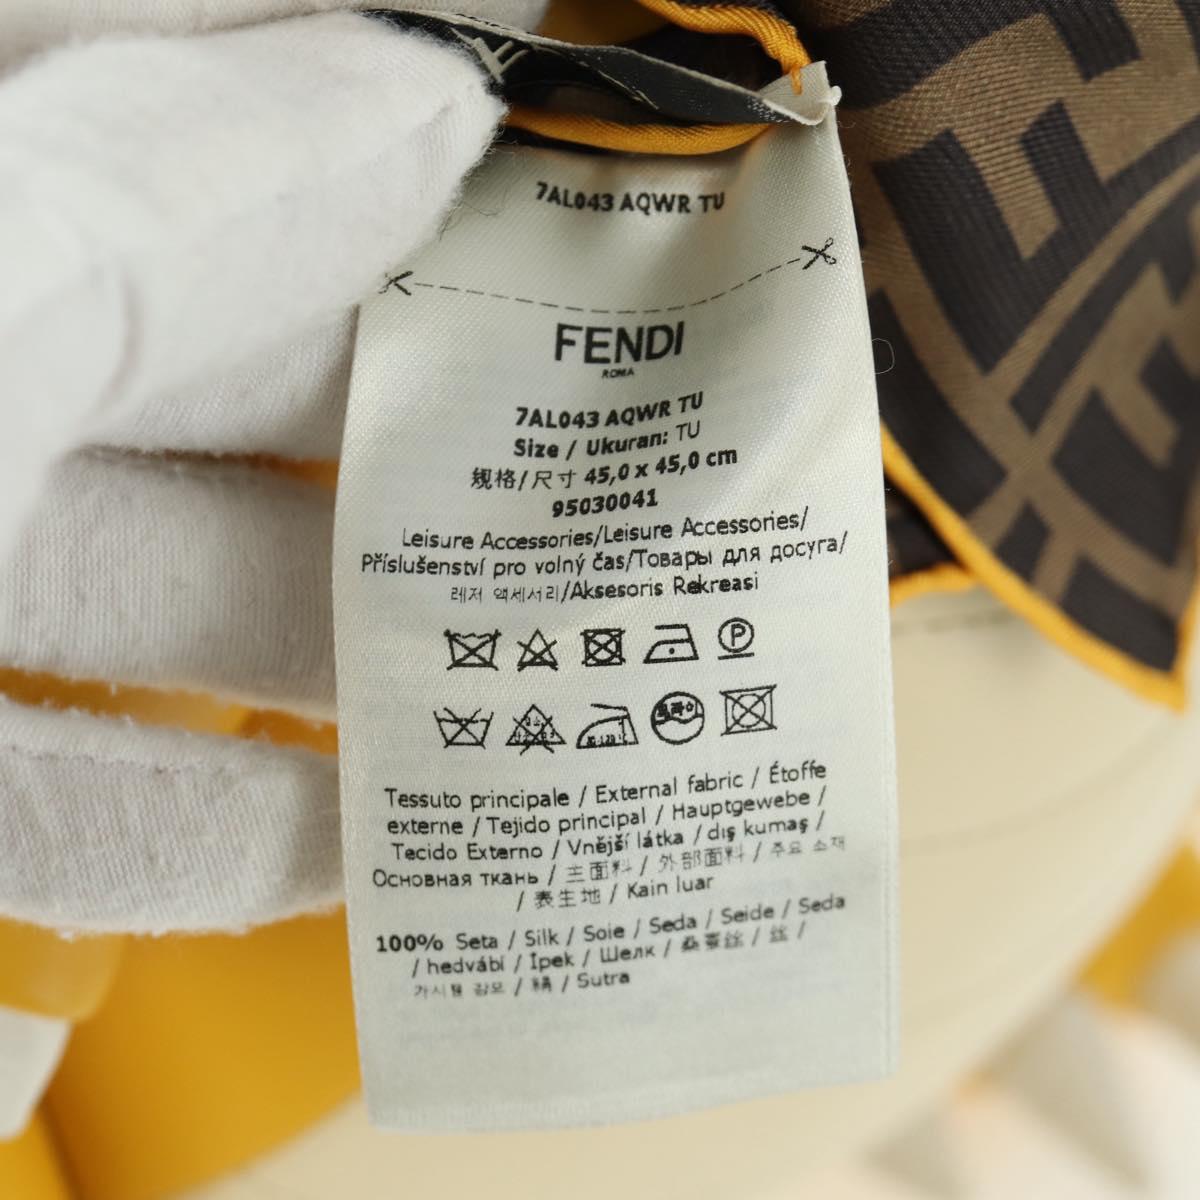 7AL043 AQWR TU
FENDI
ROMA
7AL043 AQWR TU
Size / Ukuran: TU
规格/尺寸 45,0 x 45,0 cm
95030041
Leisure Accessories/Leisure Accessories/
Příslušenství pro volný čas/Товары для досуга/
레저 액세서리/Aksesoris Rekreasi
P
Tessuto principale / External fabric / Étoffe
externe / Tejido principal / Hauptgewebe /
Tecido Externo / Vnější látka / dış kumaş /
Основная ткань / 主面料 / 外部面料 / 주요 소재
/ 表生地 / Kain luar
100% Seta / Silk / Soie / Seda / Seide / Seda
/ hedvábí / İpek / Шелк / 桑蚕丝 / 丝 /
/ 絹 / Sutra